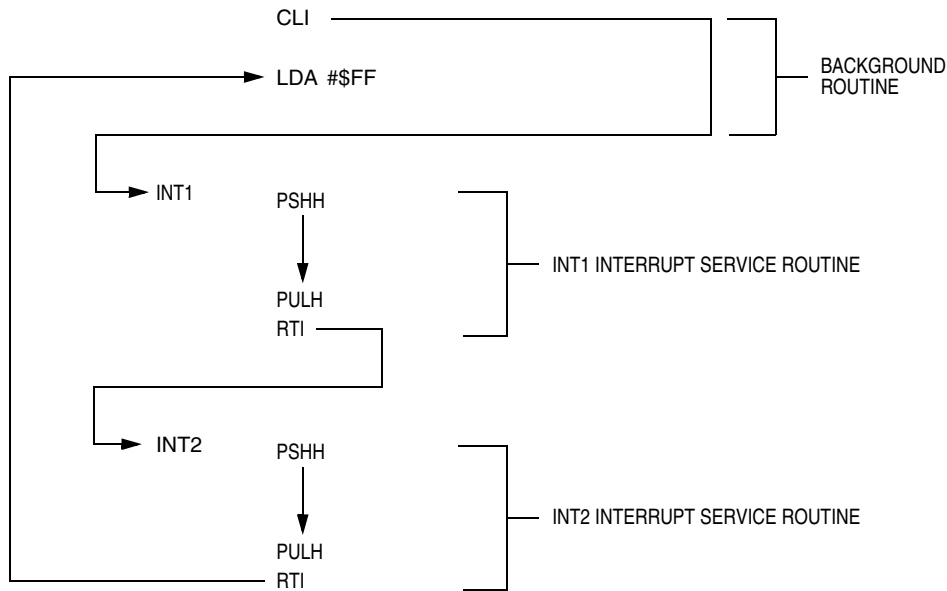 CLI
LDA #$FF
BACKGROUND
ROUTINE
INT1
PSHH
INT1 INTERRUPT SERVICE ROUTINE
PULH
RTI
INT2
PSHH
INT2 INTERRUPT SERVICE ROUTINE
PULH
RTI